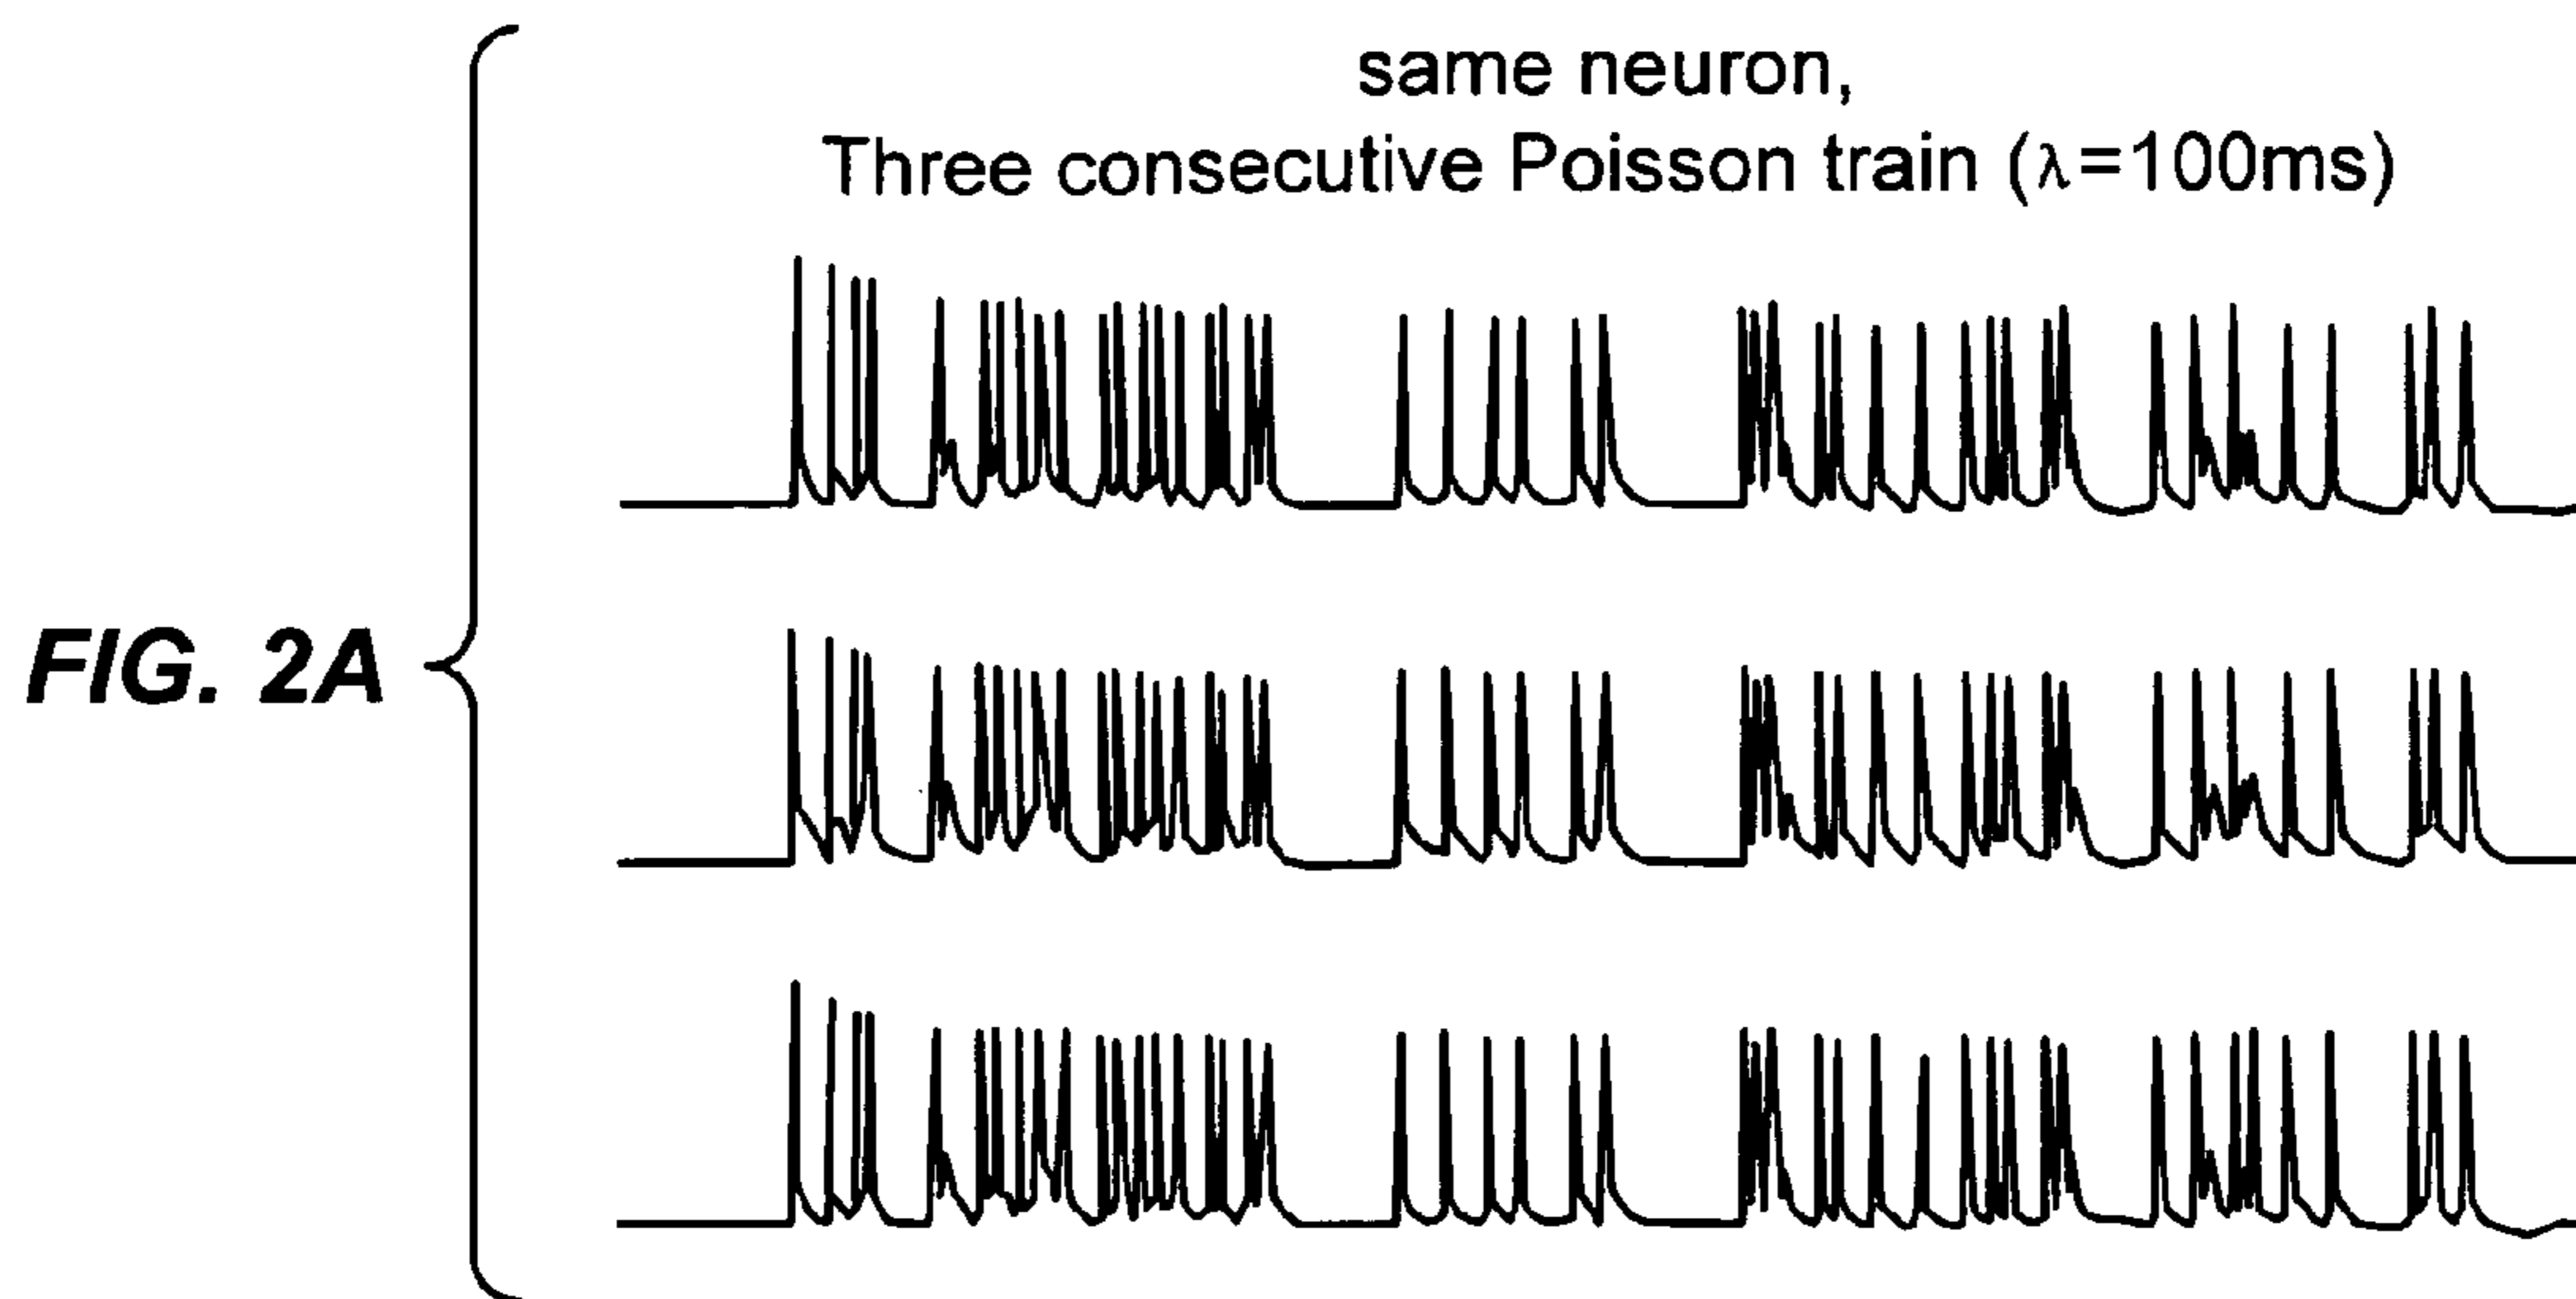 same neuron,
Three consecutive Poisson train (λ=100ms)
FIG. 2A